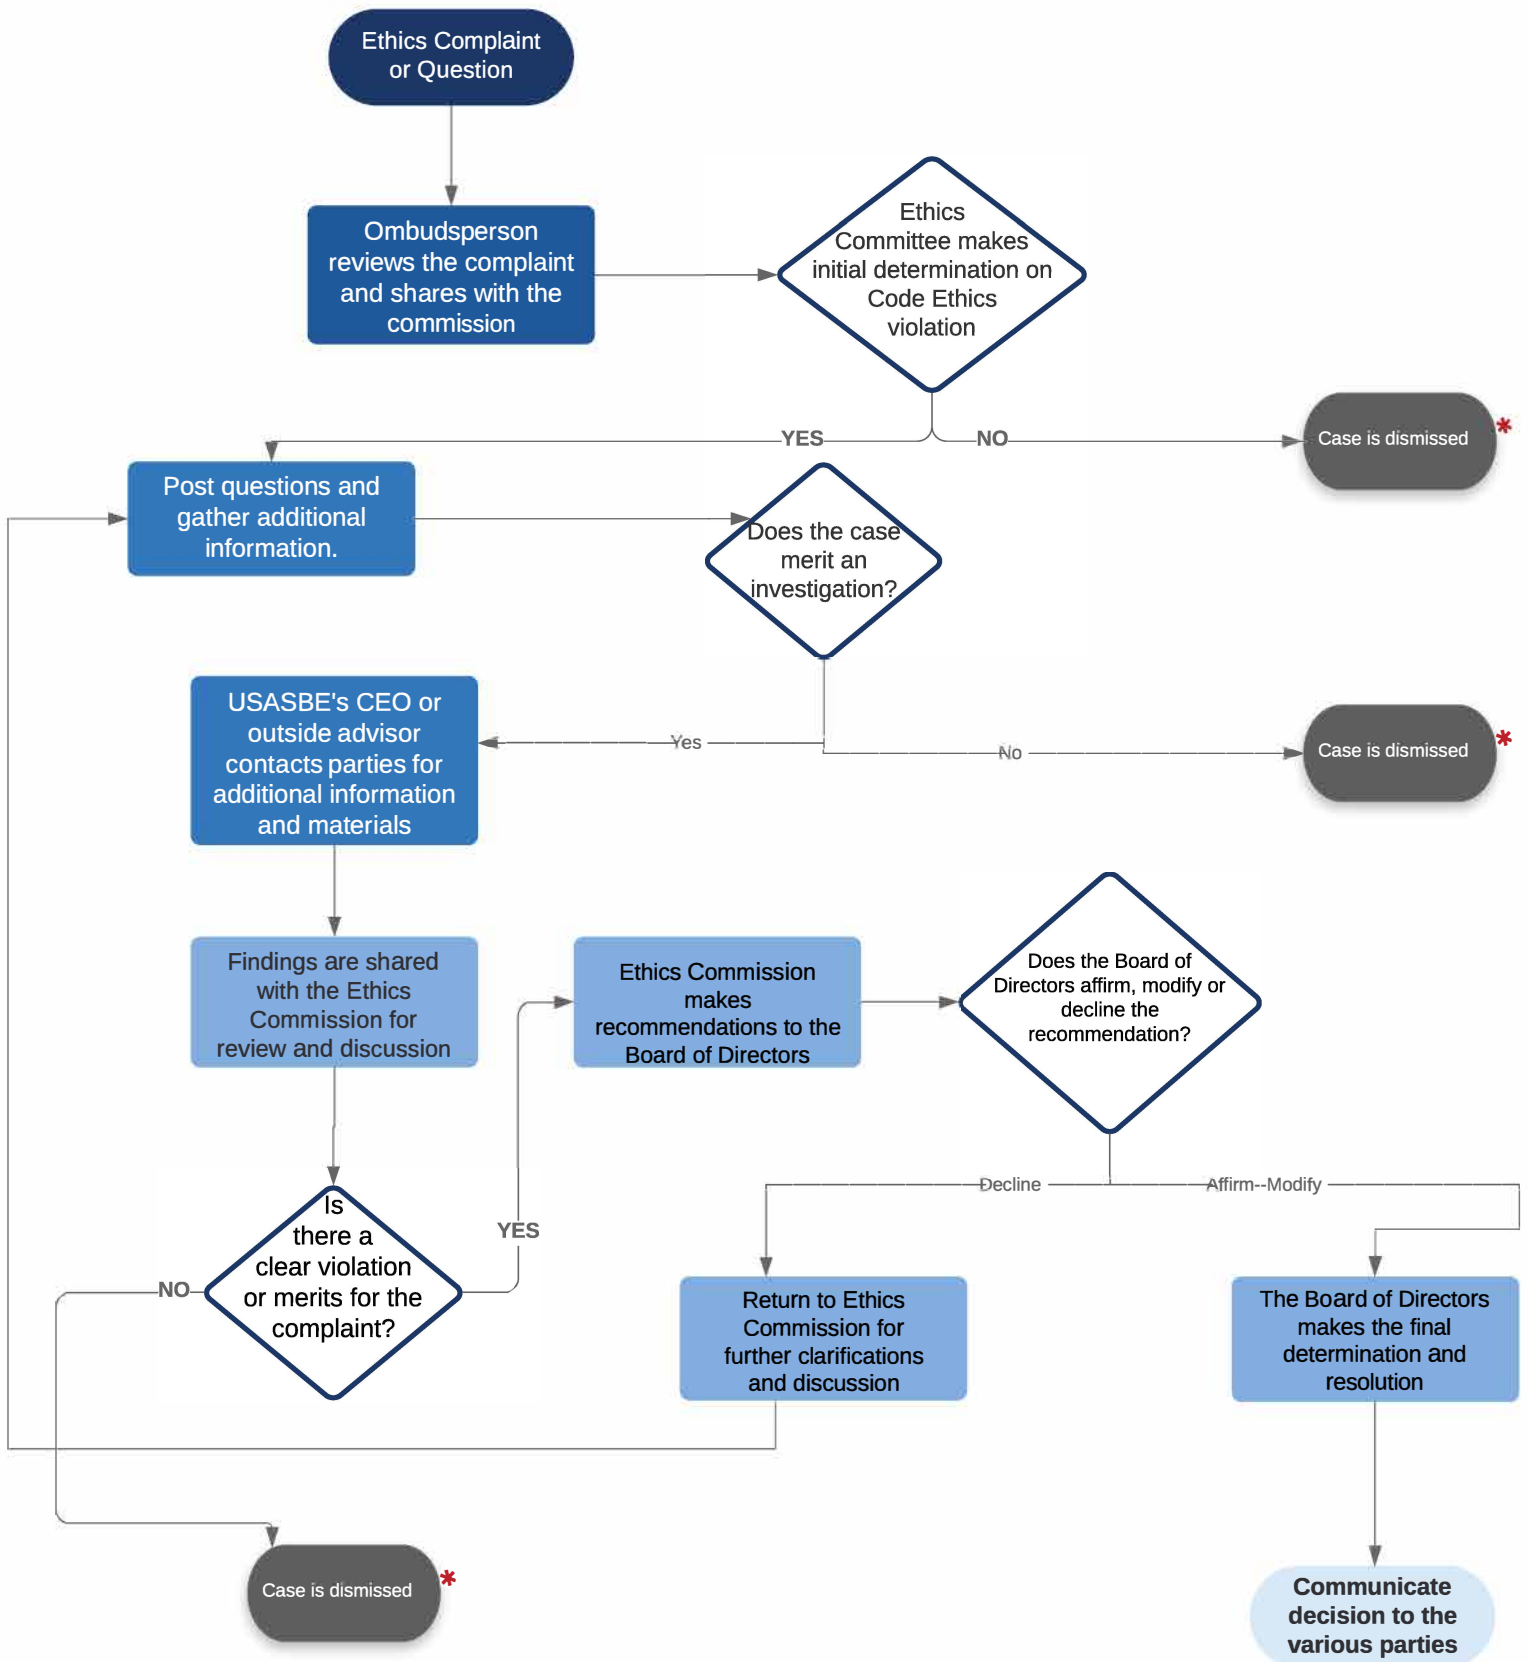 Ethics Complaint
or Question
Ombudsperson
reviews the complaint
and shares with the
commission
Ethics
Committee makes
initial determination on
Code Ethics
violation
YES
NO
Case is dismissed *
Post questions and
gather additional
information.
Does the case
merit an
investigation?
Yes
No
Case is dismissed *
USASBE's CEO or
outside advisor
contacts parties for
additional information
and materials
Findings are shared
with the Ethics
Commission for
review and discussion
Ethics Commission
makes
recommendations to the
Board of Directors
Does the Board of
Directors affirm, modify or
decline the
recommendation?
Decline
Affirm--Modify
Is
there a
clear violation
or merits for the
complaint?
YES
NO
Return to Ethics
Commission for
further clarifications
and discussion
The Board of Directors
makes the final
determination and
resolution
Case is dismissed *
Communicate
decision to the
various parties